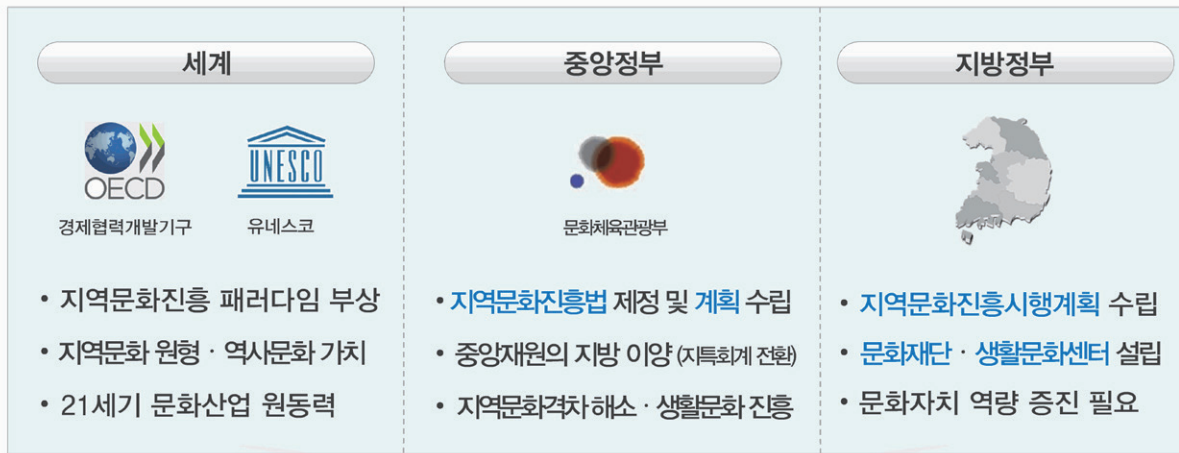 세계
OECD
경제협력개발기구
UNESCO
유네스코
• 지역문화진흥 패러다임 부상
• 지역문화 원형 · 역사문화 가치
• 21세기 문화산업 원동력
중앙정부
문화체육관광부
• 지역문화진흥법 제정 및 계획 수립
• 중앙재원의 지방 이양 (지특회계 전환)
• 지역문화격차 해소 · 생활문화 진흥
지방정부
• 지역문화진흥시행계획 수립
• 문화재단 · 생활문화센터 설립
• 문화자치 역량 증진 필요